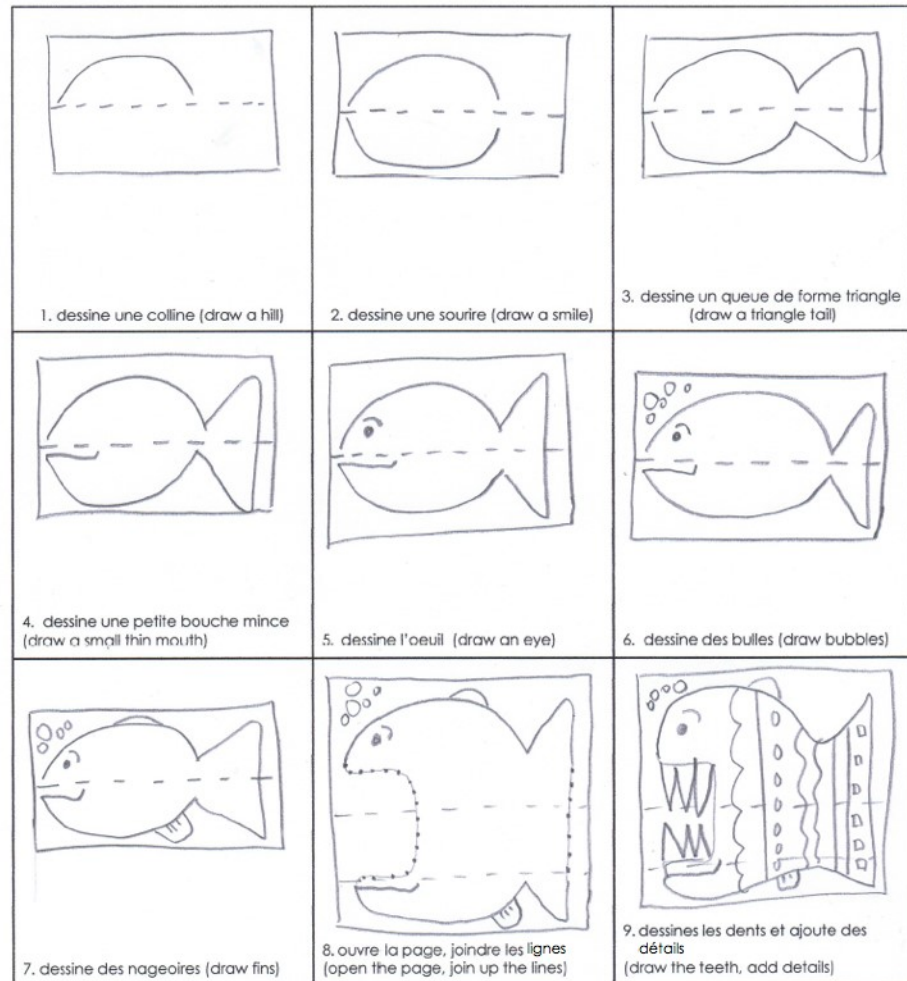 1. dessine une colline (draw a hill)
2. dessine une sourire (draw a smile)
3. dessine un queue de forme triangle
(draw a triangle tail)
4. dessine une petite bouche mince
(draw a small thin mouth)
5. dessine l'oeuil (draw an eye)
6. dessine des bulles (draw bubbles)
7. dessine des nageoires (draw fins)
8. ouvre la page, joindre les lignes
(open the page, join up the lines)
9. dessines les dents et ajoute des
détails
(draw the teeth, add details)